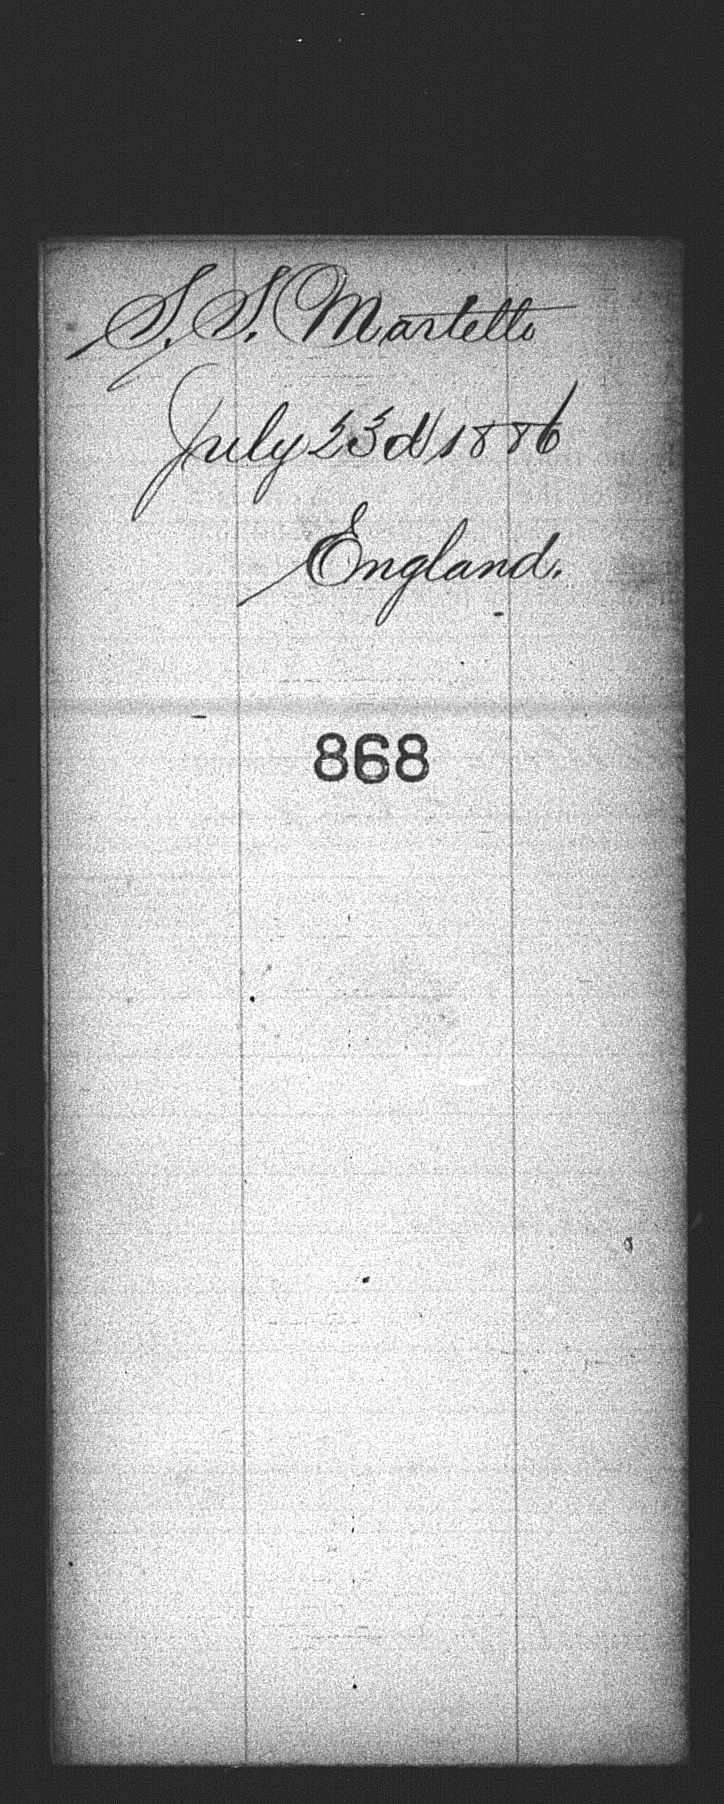 S. S. Martello
July 23d 1886
England.
868